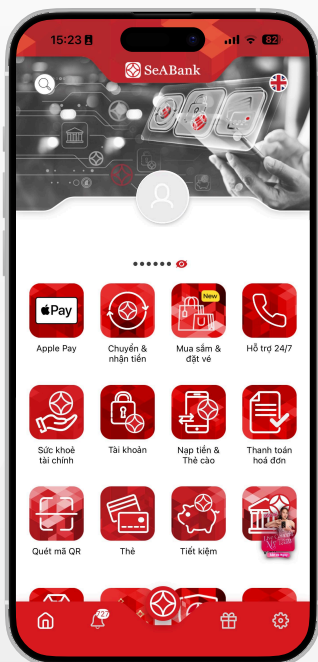 15:23
82
SeABank
New
Pay
Apple Pay
Chuyển &
nhận tiền
Mua sắm &
đặt vé
Hỗ trợ 24/7
Sức khoẻ
tài chính
Tài khoản
Nạp tiền &
Thẻ cào
Thanh toán
hoá đơn
Quét mã QR
Thẻ
Tiết kiệm
727